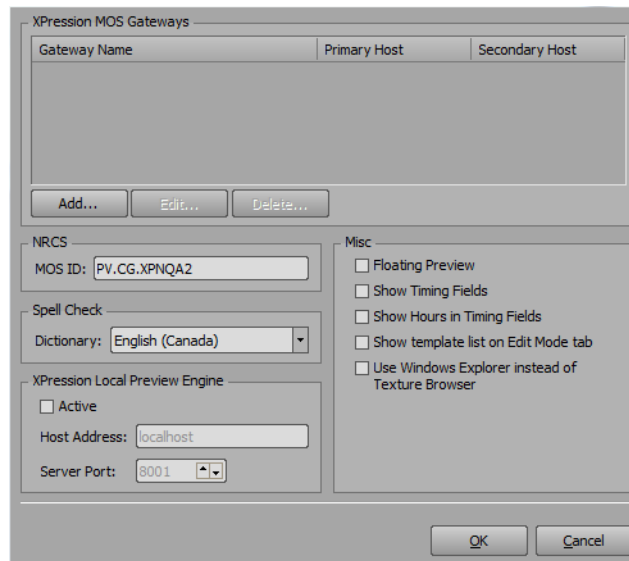 XPression MOS Gateways
Gateway Name Primary Host Secondary Host
Add... Edit... Delete...
NRCS
MOS ID: PV.CG.XPNQA2
Spell Check
Dictionary: English (Canada)
XPression Local Preview Engine
Active
Host Address: localhost
Server Port: 8001
Misc
Floating Preview
Show Timing Fields
Show Hours in Timing Fields
Show template list on Edit Mode tab
Use Windows Explorer instead of
Texture Browser
OK Cancel